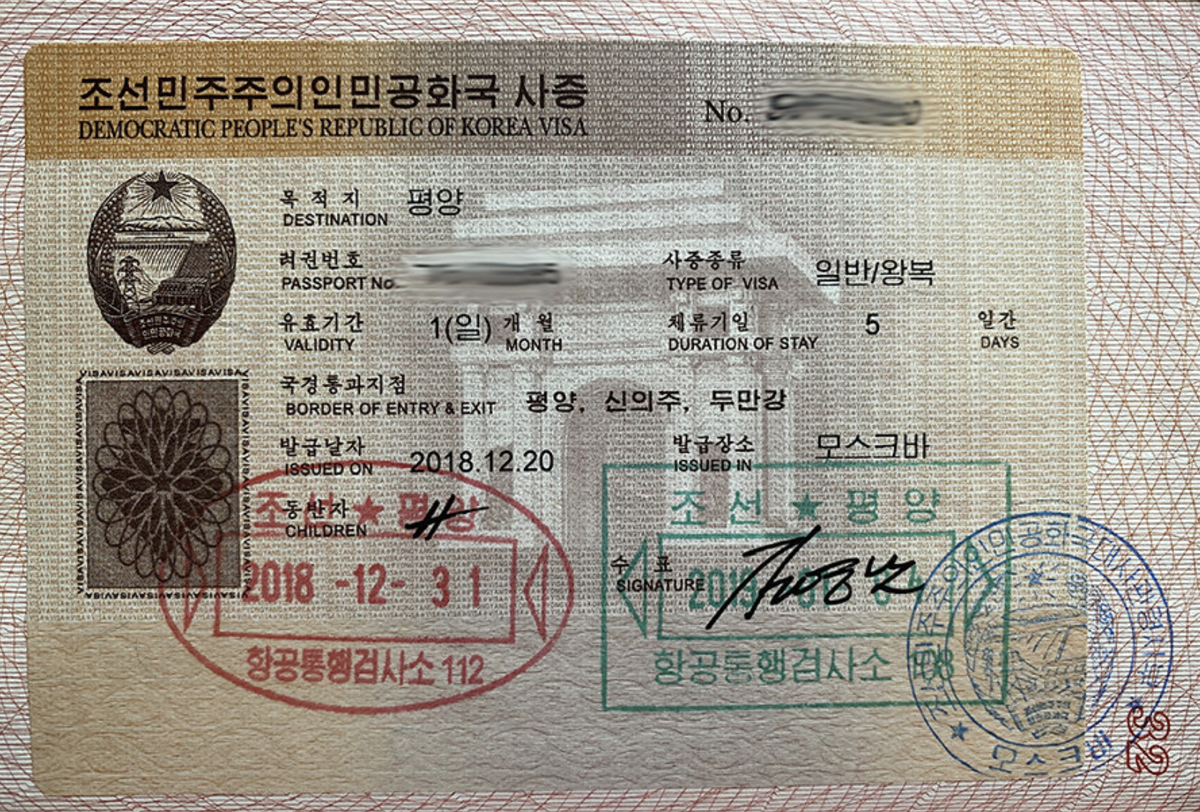 조선민주주의인민공화국 사증
DEMOCRATIC PEOPLE'S REPUBLIC OF KOREA VISA
No.
목적지 평양
DESTINATION
려권번호
PASSPORT No
사증종류 일반/왕복
TYPE OF VISA
유효기간 1(일) 개월
VALIDITY MONTH
체류기일 5 일간
DURATION OF STAY DAYS
국경통과지점
BORDER OF ENTRY & EXIT 평양, 신의주, 두만강
발급날자 2018.12.20
ISSUED ON
발급장소 모스크바
ISSUED IN
동반자
CHILDREN
수표
SIGNATURE
조선 ★ 평양
2018 -12- 31
항공통행검사소 112
조선 ★ 평양
항공통행검사소
모스크바
32